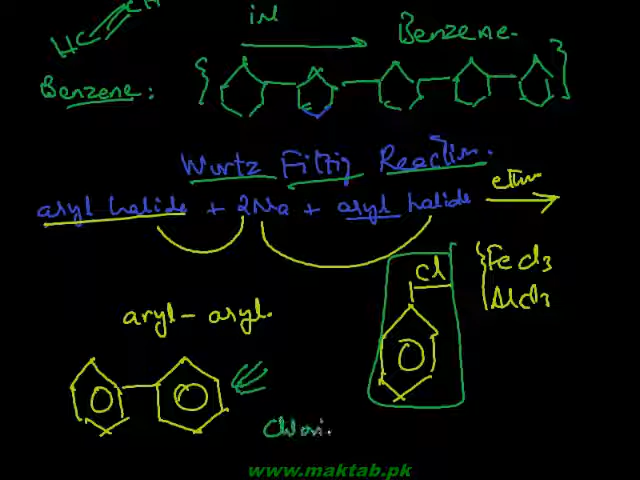 HC CH
in
Benzene.
Benzene:
Wurtz Fittig Reaction.
aryl halide + 2Na + aryl halide ether
Cl
FeCl3
AlCl3
aryl - aryl.
Chlori.
www.maktab.pk